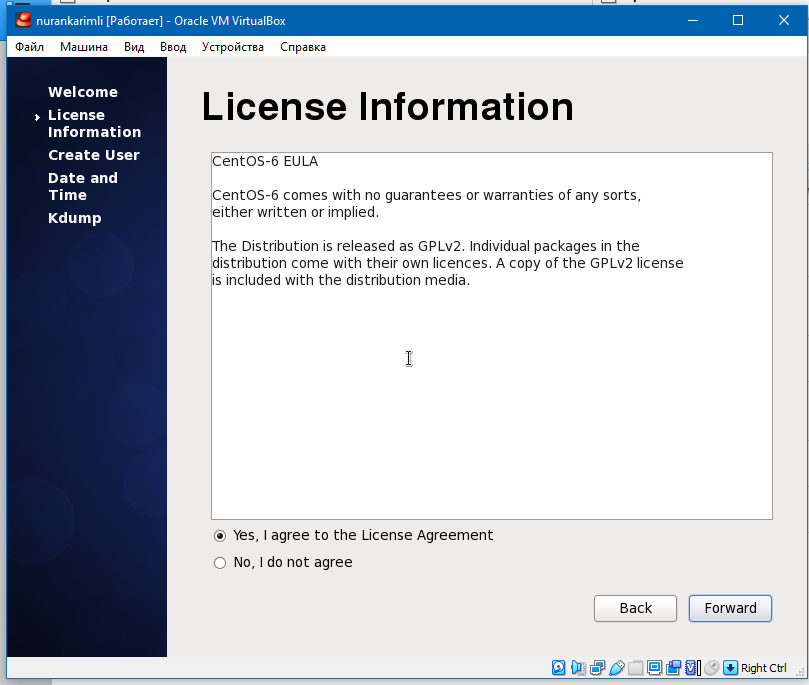 nurankarimli [Работает] - Oracle VM VirtualBox
Файл Машина Вид Ввод Устройства Справка
Welcome
License
Information
Create User
Date and
Time
Kdump
License Information
CentOS-6 EULA
CentOS-6 comes with no guarantees or warranties of any sorts,
either written or implied.
The Distribution is released as GPLv2. Individual packages in the
distribution come with their own licences. A copy of the GPLv2 license
is included with the distribution media.
Yes, I agree to the License Agreement
No, I do not agree
Back Forward
Right Ctrl